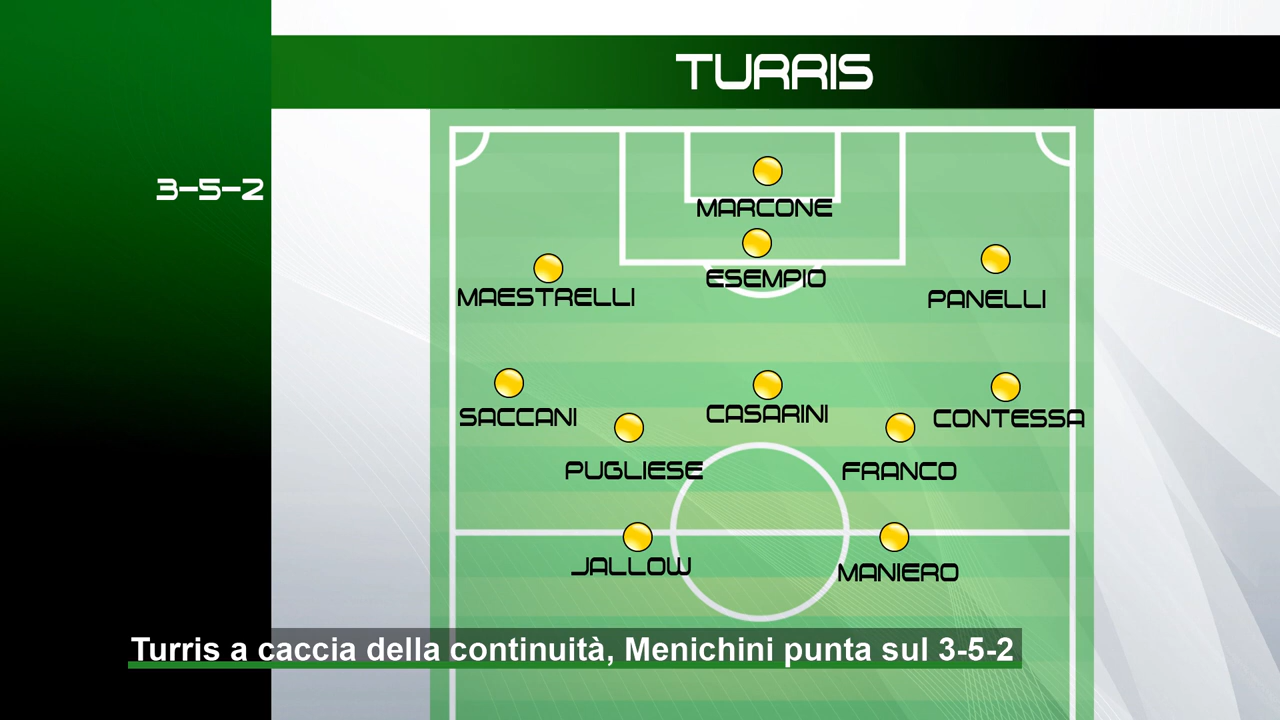 TURRIS
3-5-2
MARCONE
ESEMPIO
MAESTRELLI
PANELLI
SACCANI
CASARINI
CONTESSA
PUGLIESE
FRANCO
JALLOW
MANIERO
Turris a caccia della continuità, Menichini punta sul 3-5-2